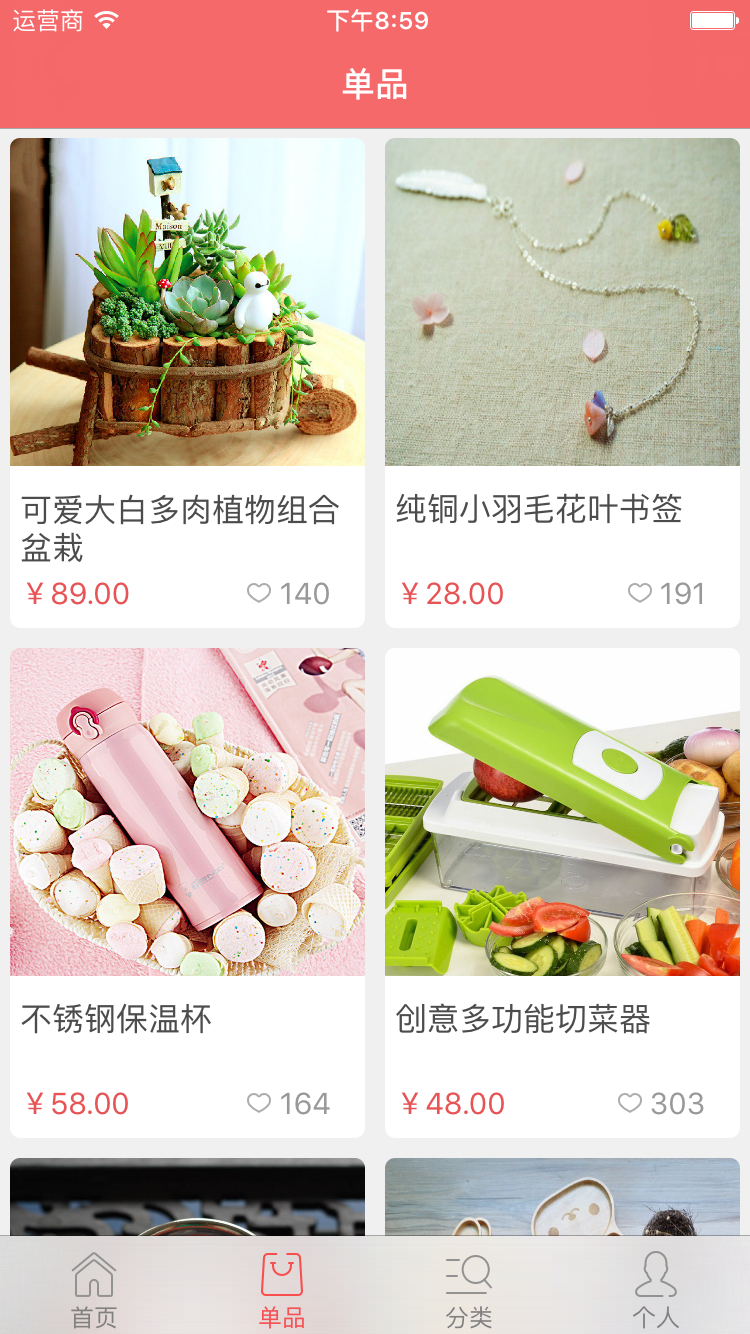 运营商
下午8:59
单品
Maison
可爱大白多肉植物组合
盆栽
¥ 89.00
140
纯铜小羽毛花叶书签
¥ 28.00
191
不锈钢保温杯
¥ 58.00
164
创意多功能切菜器
¥ 48.00
303
首页
单品
分类
个人